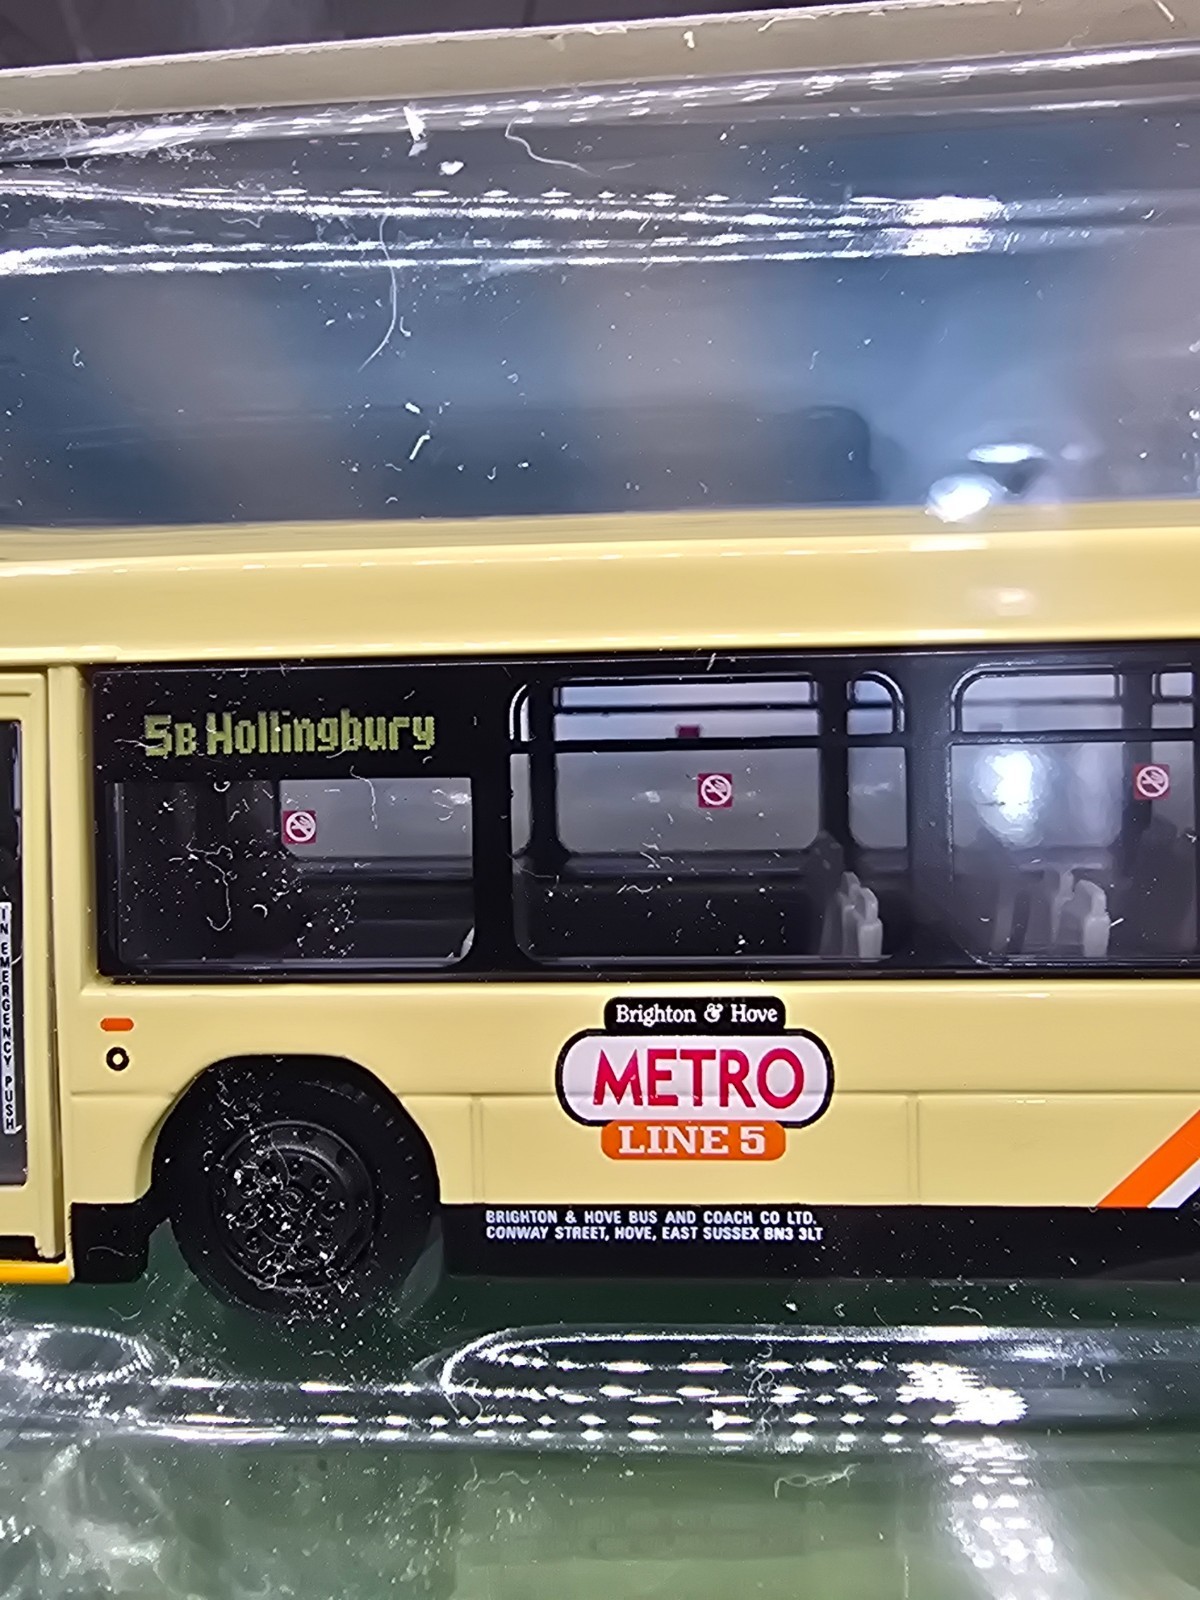 5B Hollingbury
IN EMERGENCY PUSH
Brighton & Hove
METRO
LINE 5
BRIGHTON & HOVE BUS AND COACH CO LTD.
CONWAY STREET, HOVE, EAST SUSSEX BN3 3LT